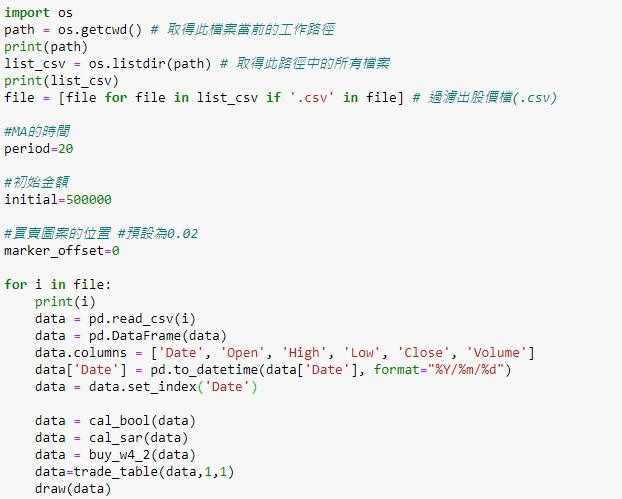 import os
path = os.getcwd() # 取得此檔案當前的工作路徑
print(path)
list_csv = os.listdir(path) # 取得此路徑中的所有檔案
print(list_csv)
file = [file for file in list_csv if '.csv' in file] # 過濾出股價檔(.csv)
#MA的時間
period=20
#初始金額
initial=500000
#買賣圖案的位置 #預設為0.02
marker_offset=0
for i in file:
    print(i)
    data = pd.read_csv(i)
    data = pd.DataFrame(data)
    data.columns = ['Date', 'Open', 'High', 'Low', 'Close', 'Volume']
    data['Date'] = pd.to_datetime(data['Date'], format="%Y/%m/%d")
    data = data.set_index('Date')
    data = cal_bool(data)
    data = cal_sar(data)
    data = buy_w4_2(data)
    data=trade_table(data,1,1)
    draw(data)